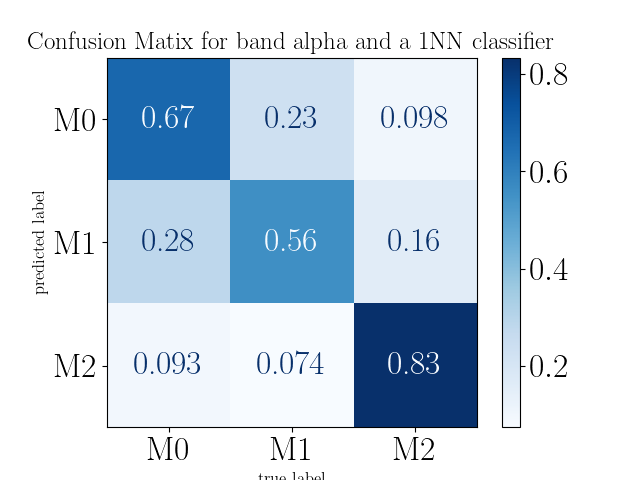 Confusion Matix for band alpha and a 1NN classifier
M0 0.67 0.23 0.098
M1 0.28 0.56 0.16
M2 0.093 0.074 0.83
M0 M1 M2
predicted label
true label
0.8
0.6
0.4
0.2